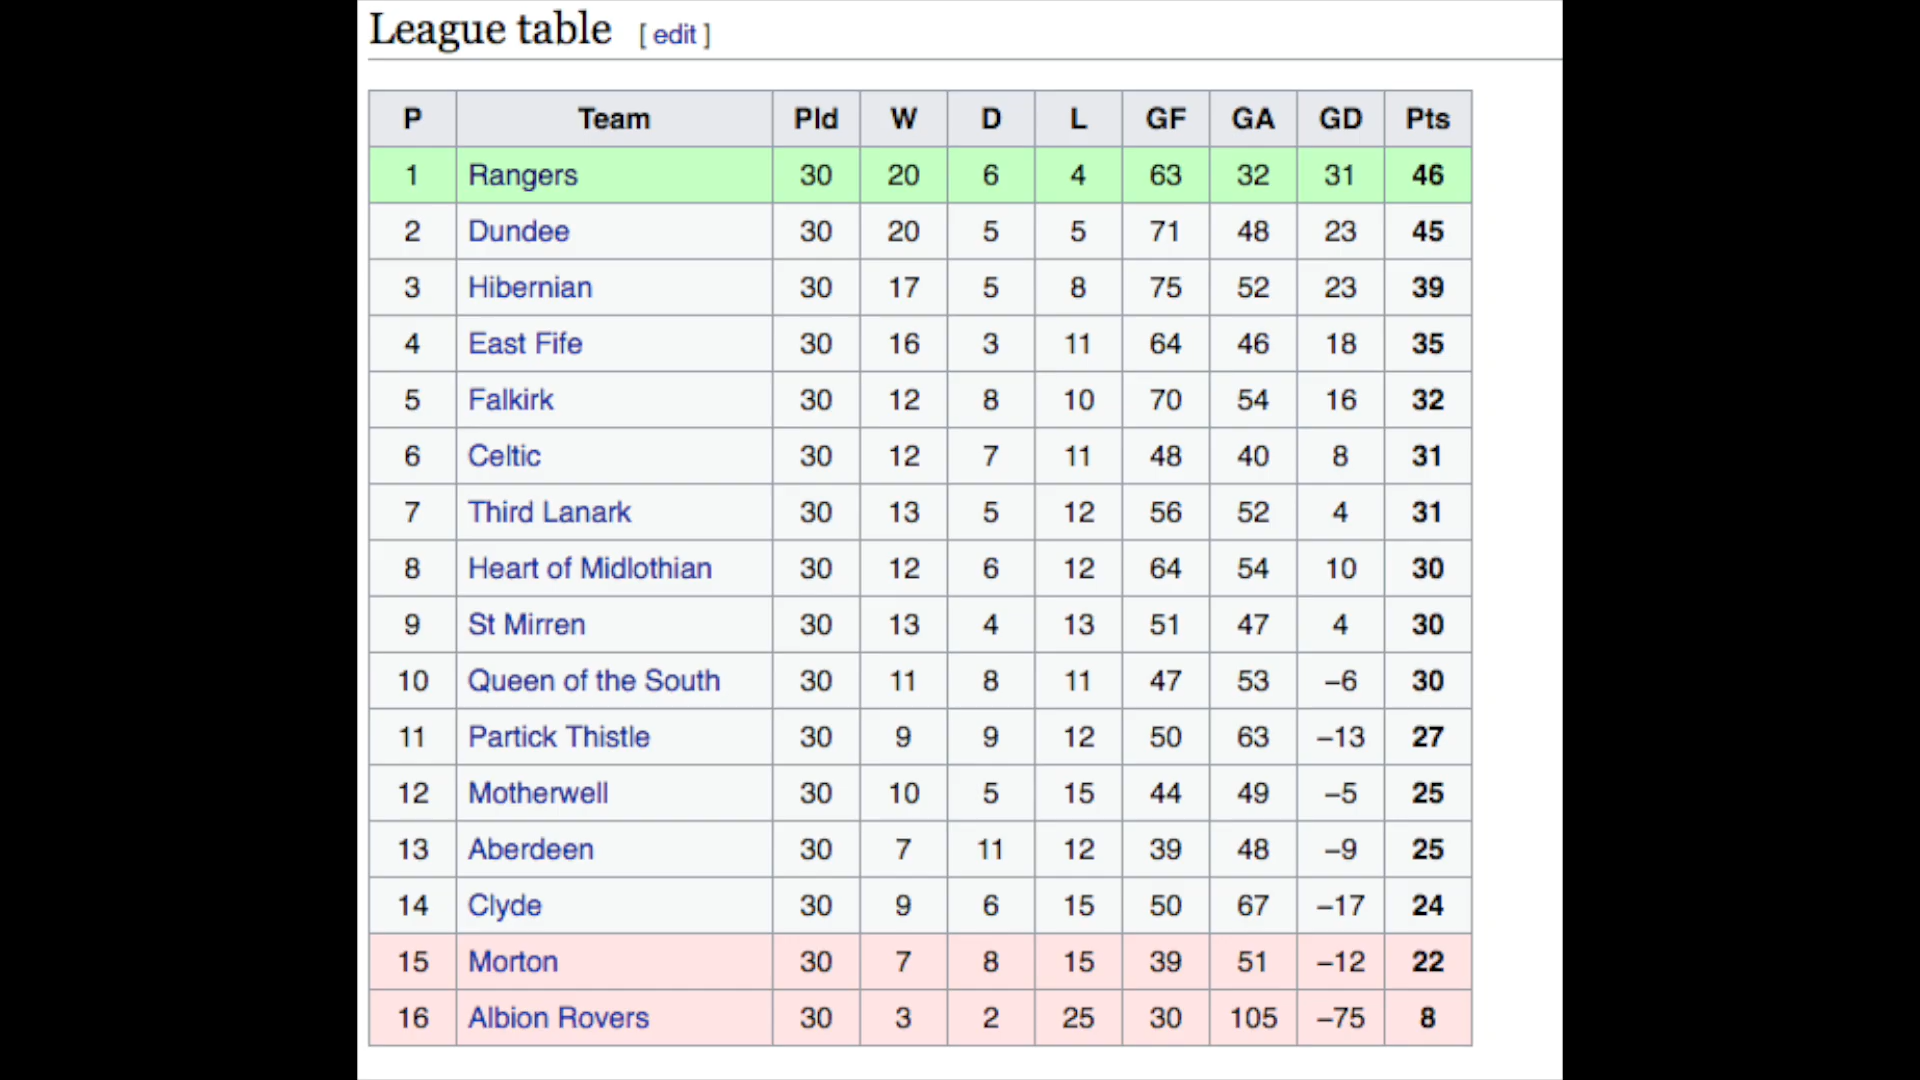 League table [ edit ]
P Team Pld W D L GF GA GD Pts
1 Rangers 30 20 6 4 63 32 31 46
2 Dundee 30 20 5 5 71 48 23 45
3 Hibernian 30 17 5 8 75 52 23 39
4 East Fife 30 16 3 11 64 46 18 35
5 Falkirk 30 12 8 10 70 54 16 32
6 Celtic 30 12 7 11 48 40 8 31
7 Third Lanark 30 13 5 12 56 52 4 31
8 Heart of Midlothian 30 12 6 12 64 54 10 30
9 St Mirren 30 13 4 13 51 47 4 30
10 Queen of the South 30 11 8 11 47 53 −6 30
11 Partick Thistle 30 9 9 12 50 63 −13 27
12 Motherwell 30 10 5 15 44 49 −5 25
13 Aberdeen 30 7 11 12 39 48 −9 25
14 Clyde 30 9 6 15 50 67 −17 24
15 Morton 30 7 8 15 39 51 −12 22
16 Albion Rovers 30 3 2 25 30 105 −75 8